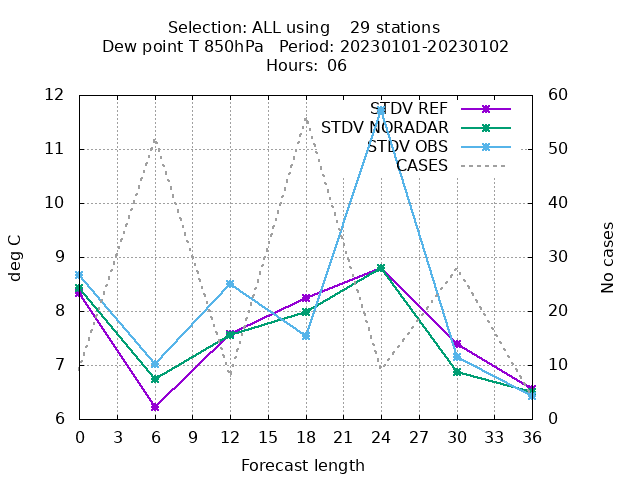 Selection: ALL using    29 stations
Dew point T 850hPa   Period: 20230101-20230102
Hours: 06
12
11
10
9
8
7
6
60
50
40
30
20
10
0
STDV REF
STDV NORADAR
STDV OBS
CASES
deg C
No cases
0 3 6 9 12 15 18 21 24 27 30 33 36
Forecast length